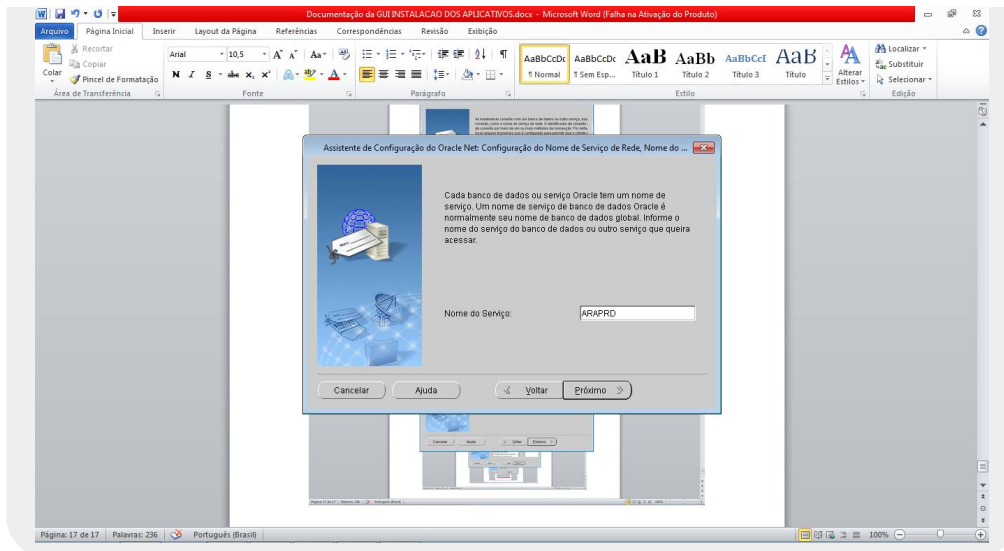 Documentação da GUI INSTALACAO DOS APLICATIVOS.docx - Microsoft Word (Falha na Ativação do Produto)
Arquivo Página Inicial Inserir Layout da Página Referências Correspondências Revisão Exibição
Recortar
Copiar
Pincel de Formatação
Colar
Área de Transferência
Arial 10,5
N I S abc x, x²
Fonte
Parágrafo
AaBbCcDc AaBbCcDc AaB AaBb AaBbCcI AaB
¶ Normal ¶ Sem Esp... Título 1 Título 2 Título 3 Título
Alterar Estilos
Estilo
Localizar
Substituir
Selecionar
Edição
Assistente de Configuração do Oracle Net: Configuração do Nome de Serviço de Rede, Nome do ...
Cada banco de dados ou serviço Oracle tem um nome de
serviço. Um nome de serviço de banco de dados Oracle é
normalmente seu nome de banco de dados global. Informe o
nome do serviço do banco de dados ou outro serviço que queira
acessar.
Nome do Serviço: ARAPRD
Cancelar Ajuda Voltar Próximo
Cancelar Ajuda Voltar Próximo
Página: 17 de 17 Palavras: 236 Português (Brasil) 100%